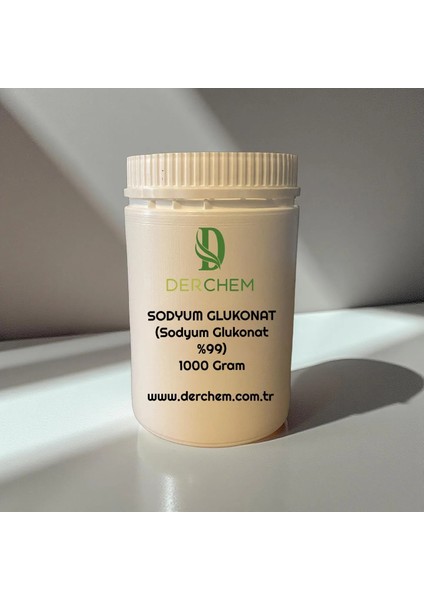 DERCHEM
SODYUM GLUKONAT
(Sodyum Glukonat
%99)
1000 Gram
www.derchem.com.tr